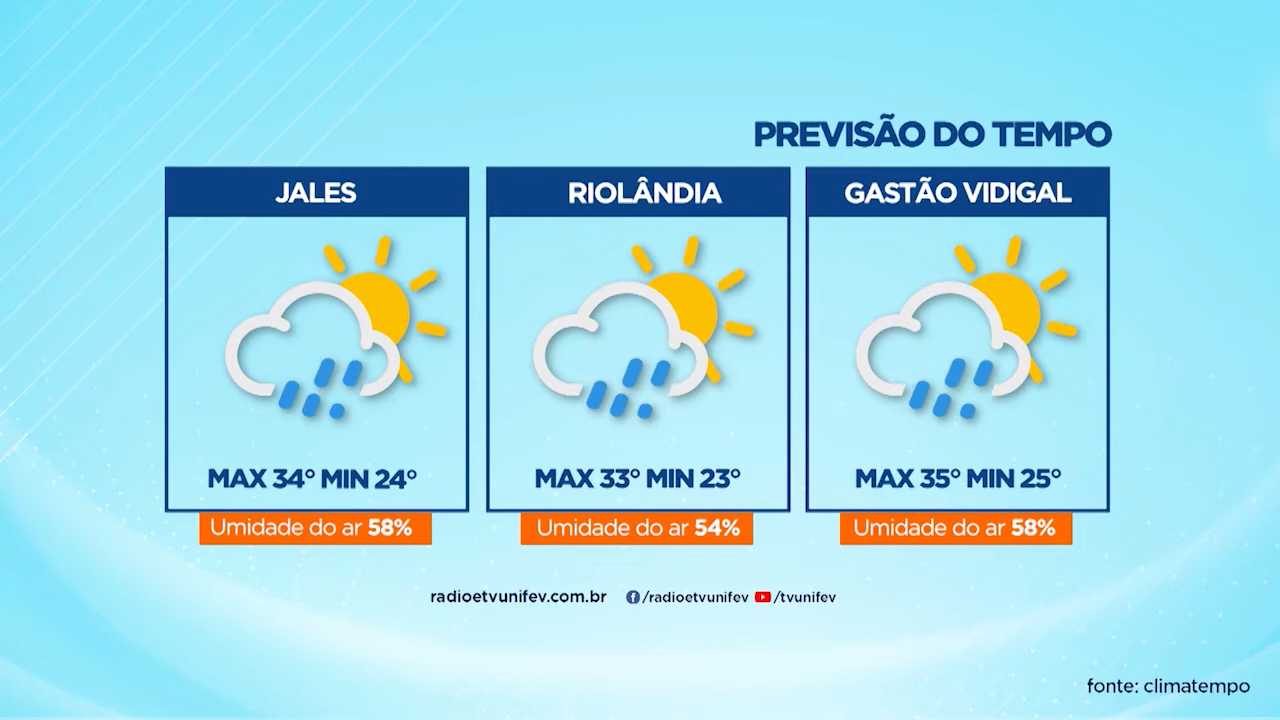 PREVISÃO DO TEMPO
JALES
MAX 34° MIN 24°
Umidade do ar 58%
RIOLÂNDIA
MAX 33° MIN 23°
Umidade do ar 54%
GASTÃO VIDIGAL
MAX 35° MIN 25°
Umidade do ar 58%
radioetvunifev.com.br /radioetvunifev /tvunifev
fonte: climatempo